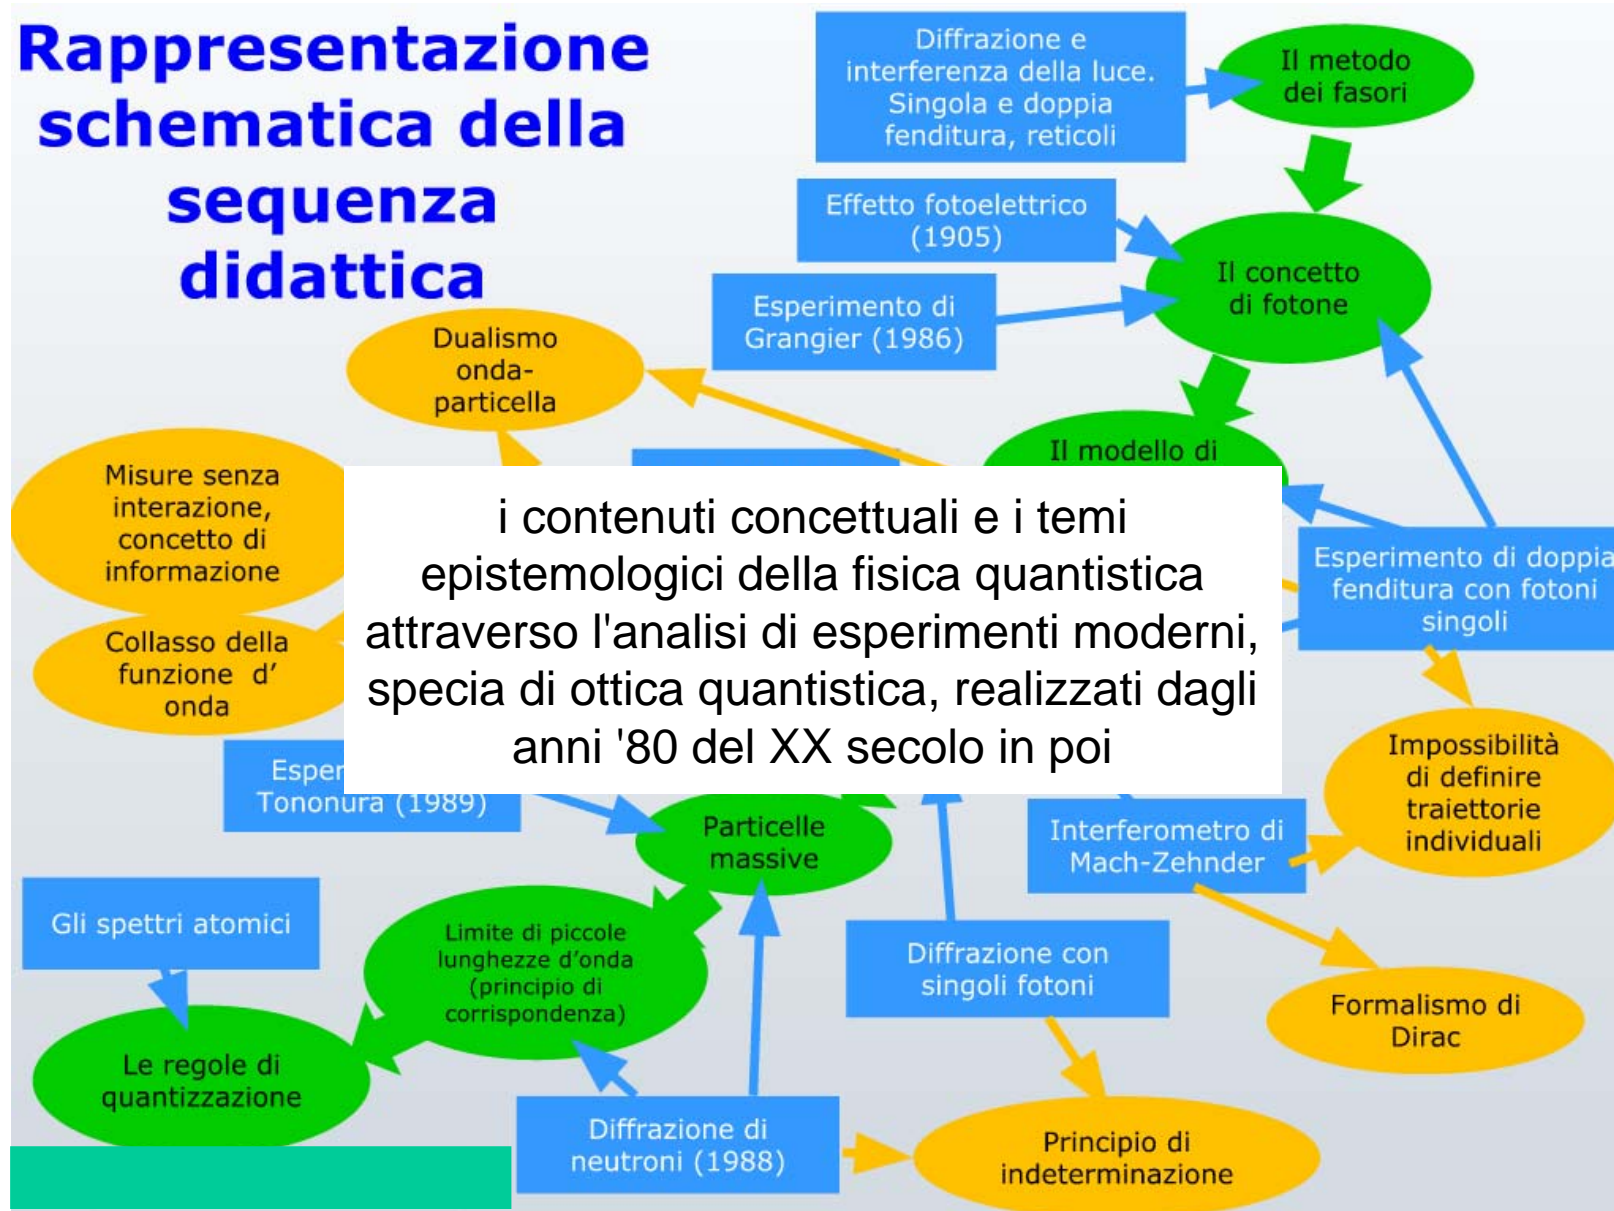 Rappresentazione
schematica della
sequenza
didattica
Diffrazione e
interferenza della luce.
Singola e doppia
fenditura, reticoli
Il metodo
dei fasori
Effetto fotoelettrico
(1905)
Il concetto
di fotone
Esperimento di
Grangier (1986)
Dualismo
onda-
particella
Il modello di
Misure senza
interazione,
concetto di
informazione
i contenuti concettuali e i temi
epistemologici della fisica quantistica
attraverso l'analisi di esperimenti moderni,
specia di ottica quantistica, realizzati dagli
anni '80 del XX secolo in poi
Esperimento di doppia
fenditura con fotoni
singoli
Collasso della
funzione d'
onda
Esper
Tononura (1989)
Impossibilità
di definire
traiettorie
individuali
Particelle
massive
Interferometro di
Mach-Zehnder
Gli spettri atomici
Limite di piccole
lunghezze d'onda
(principio di
corrispondenza)
Diffrazione con
singoli fotoni
Formalismo di
Dirac
Le regole di
quantizzazione
Diffrazione di
neutroni (1988)
Principio di
indeterminazione